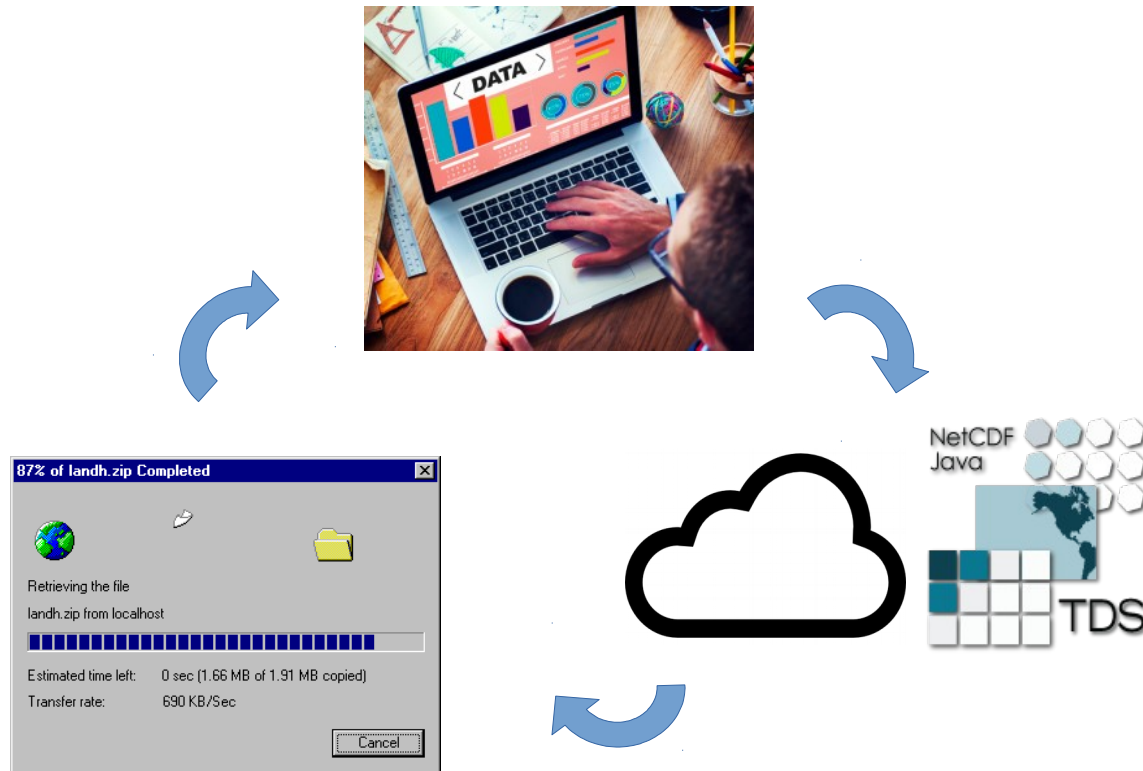 < DATA >
NetCDF
Java
TDS
87% of landh.zip Completed
Retrieving the file
landh.zip from localhost
Estimated time left: 0 sec (1.66 MB of 1.91 MB copied)
Transfer rate: 690 KB/Sec
Cancel